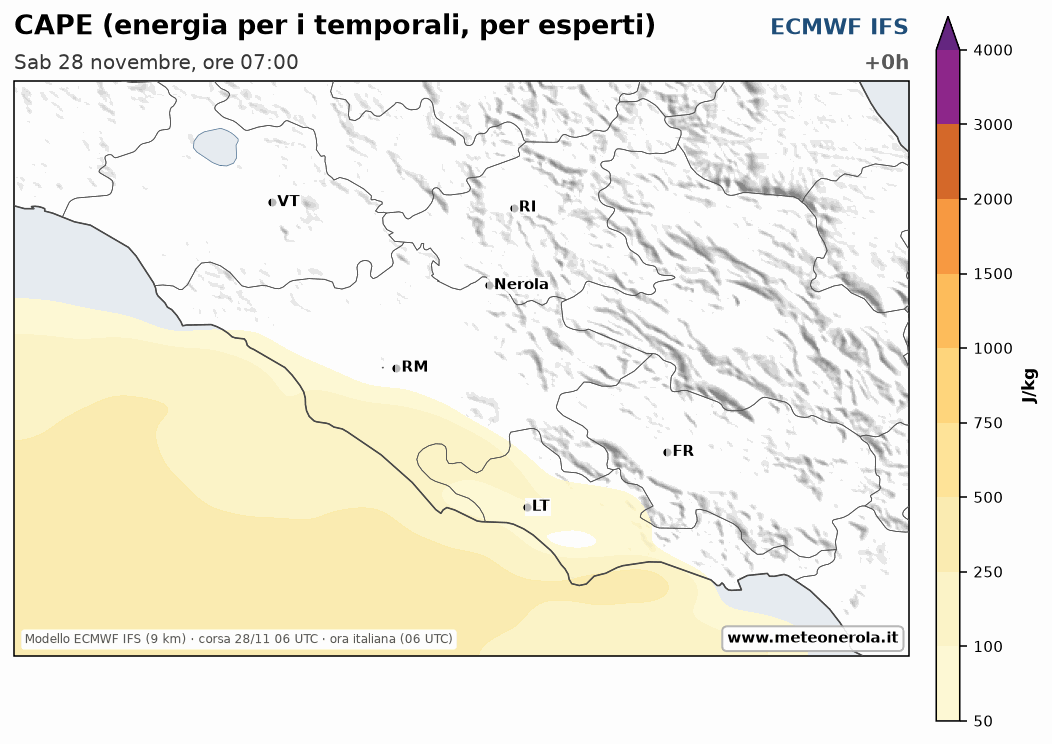 CAPE (energia per i temporali, per esperti)
ECMWF IFS
Sab 28 novembre, ore 07:00
+0h
VT
RI
Nerola
RM
FR
LT
Modello ECMWF IFS (9 km) · corsa 28/11 06 UTC · ora italiana (06 UTC)
www.meteonerola.it
4000
3000
2000
1500
1000
750
500
250
100
50
J/kg